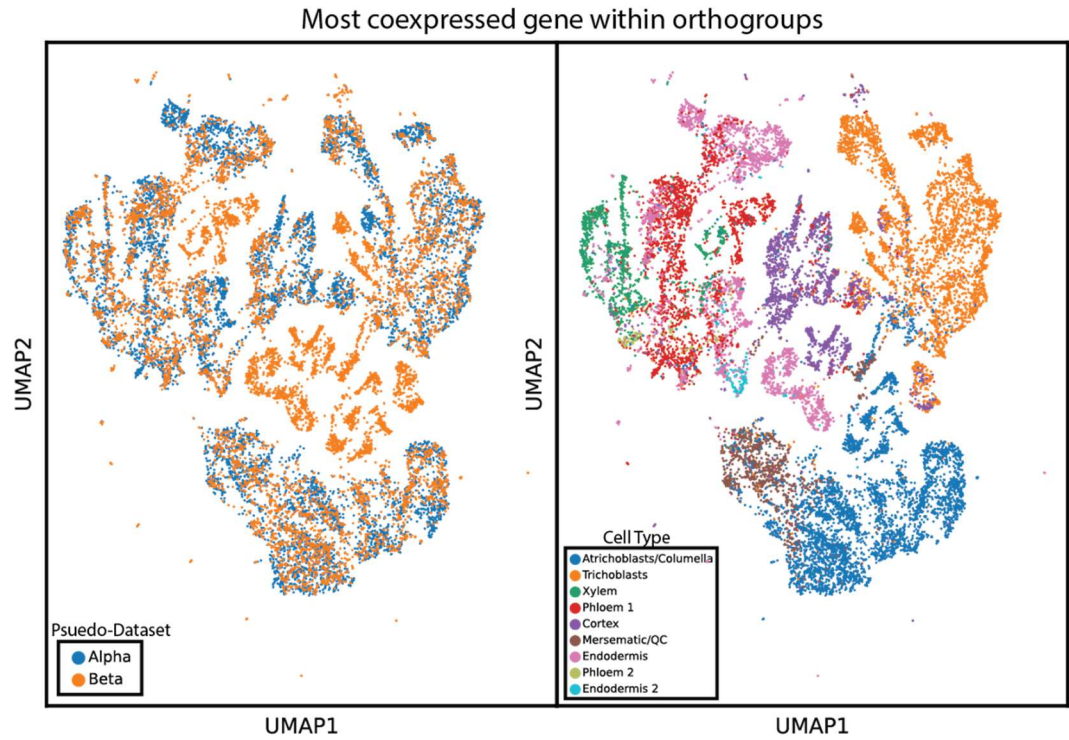 Most coexpressed gene within orthogroups
UMAP2
Psuedo-Dataset
Alpha
Beta
UMAP1
UMAP2
Cell Type
Atrichoblasts/Columella
Trichoblasts
Xylem
Phloem 1
Cortex
Mersematic/QC
Endodermis
Phloem 2
Endodermis 2
UMAP1